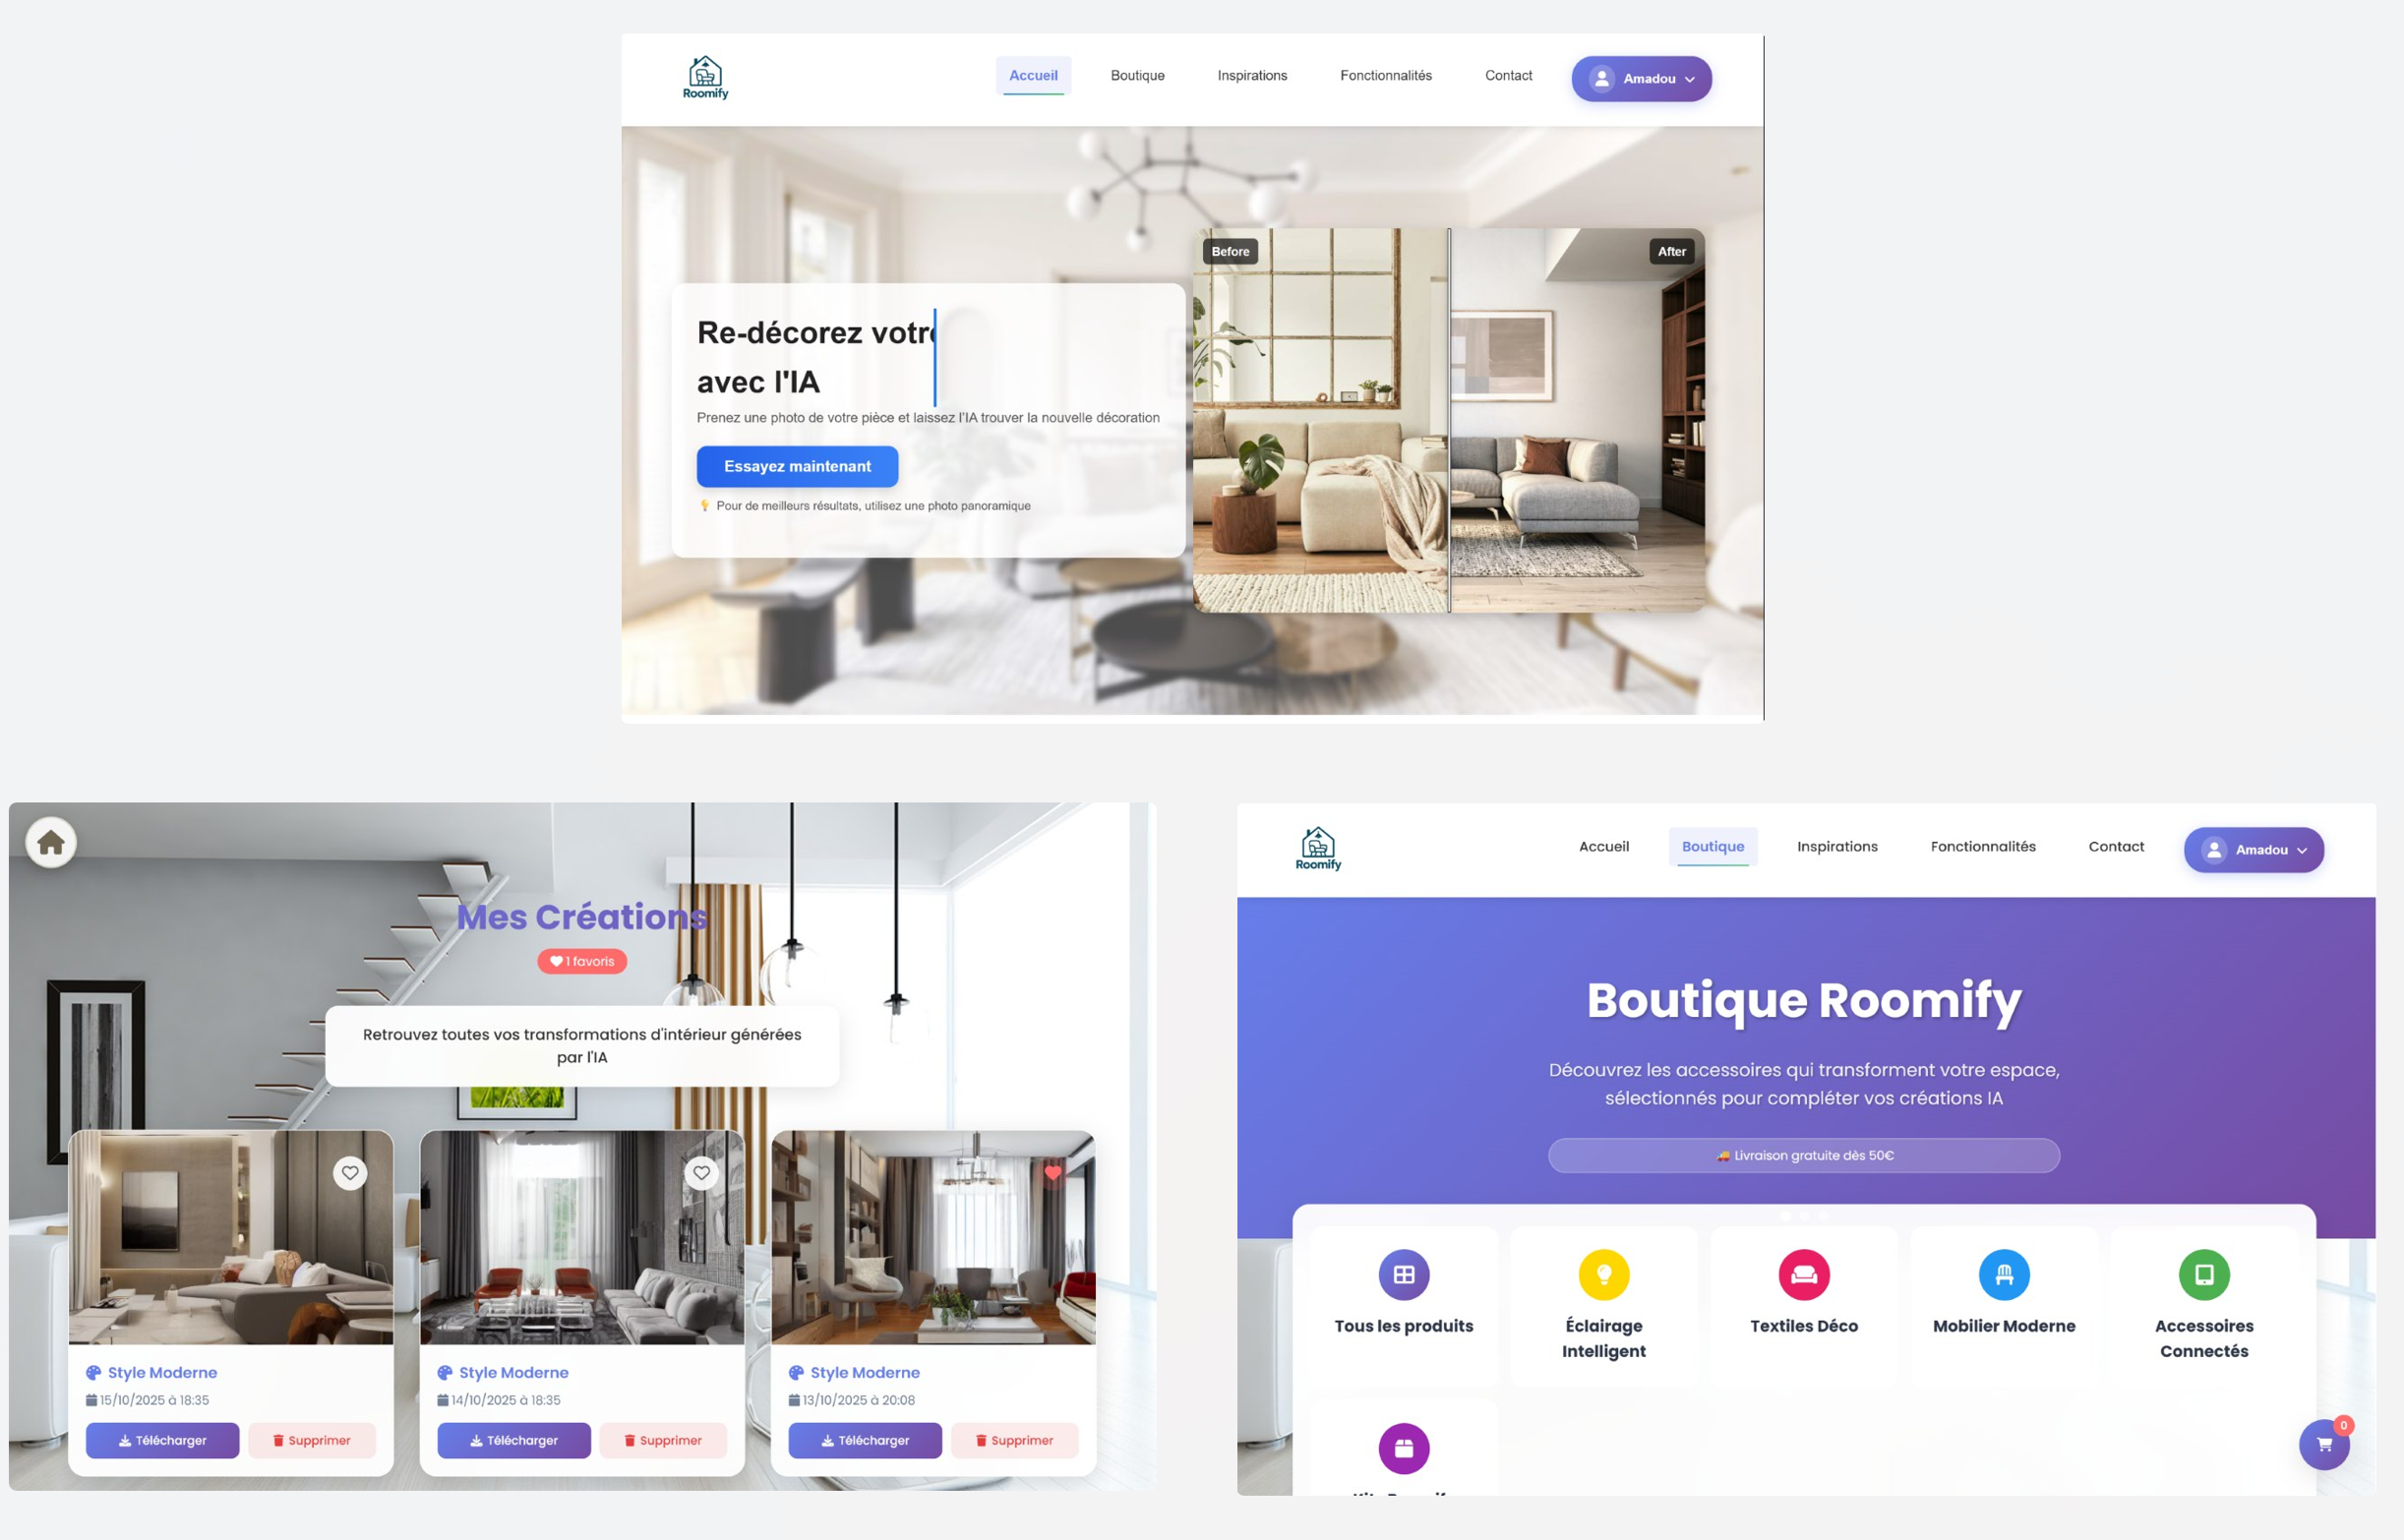 Roomify
Accueil
Boutique
Inspirations
Fonctionnalités
Contact
Amadou
Before
After
Re-décorez votre
avec l'IA
Prenez une photo de votre pièce et laissez l'IA trouver la nouvelle décoration
Essayez maintenant
Pour de meilleurs résultats, utilisez une photo panoramique
Mes Créations
1 favoris
Retrouvez toutes vos transformations d'intérieur générées
par l'IA
Style Moderne
15/10/2025 à 18:35
Télécharger
Supprimer
Style Moderne
14/10/2025 à 18:35
Télécharger
Supprimer
Style Moderne
13/10/2025 à 20:08
Télécharger
Supprimer
Roomify
Accueil
Boutique
Inspirations
Fonctionnalités
Contact
Amadou
Boutique Roomify
Découvrez les accessoires qui transforment votre espace,
sélectionnés pour compléter vos créations IA
🚚 Livraison gratuite dès 50€
Tous les produits
Éclairage
Intelligent
Textiles Déco
Mobilier Moderne
Accessoires
Connectés
0